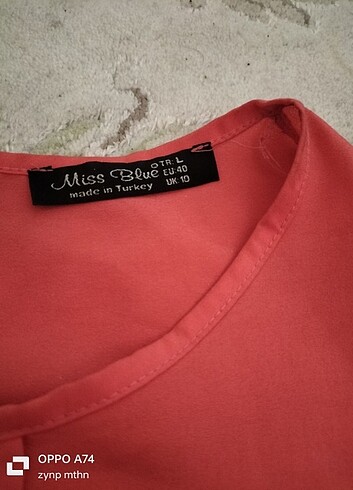 Miss Blue
made in Turkey
TR: L
EU:40
UK:10
OPPO A74
zynp mthn